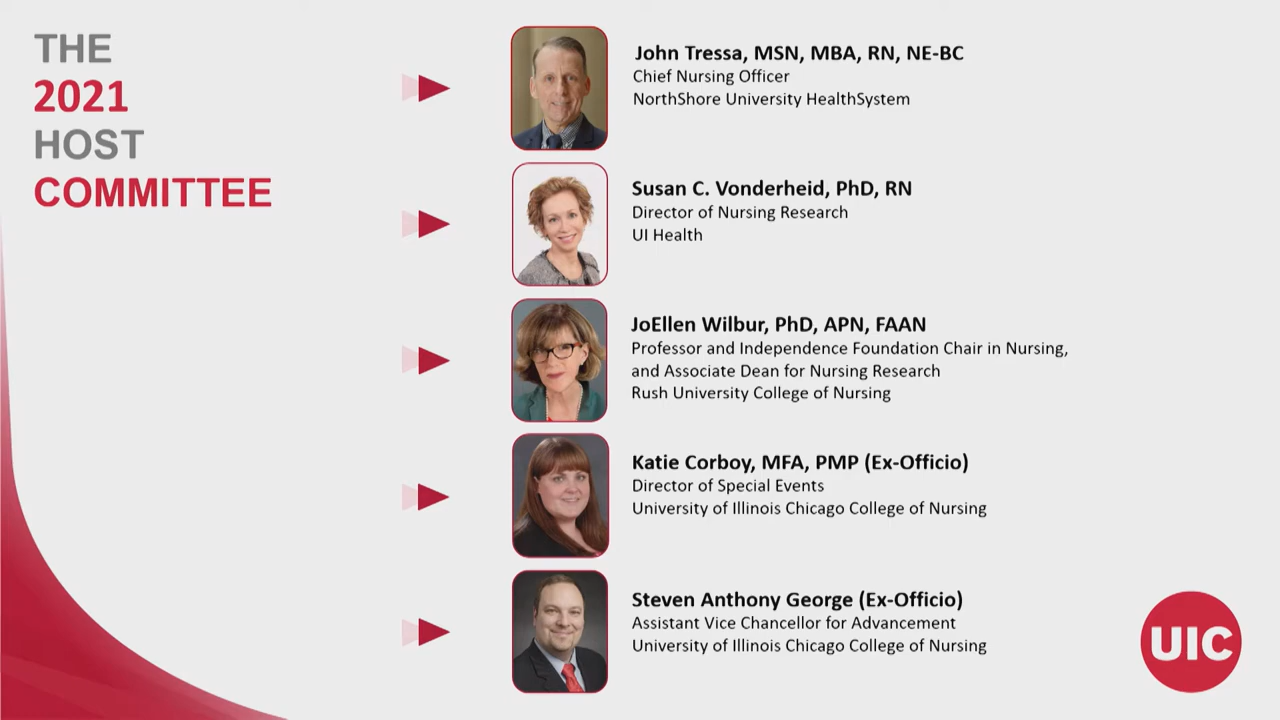 THE
2021
HOST
COMMITTEE
John Tressa, MSN, MBA, RN, NE-BC
Chief Nursing Officer
NorthShore University HealthSystem
Susan C. Vonderheid, PhD, RN
Director of Nursing Research
UI Health
JoEllen Wilbur, PhD, APN, FAAN
Professor and Independence Foundation Chair in Nursing,
and Associate Dean for Nursing Research
Rush University College of Nursing
Katie Corboy, MFA, PMP (Ex-Officio)
Director of Special Events
University of Illinois Chicago College of Nursing
Steven Anthony George (Ex-Officio)
Assistant Vice Chancellor for Advancement
University of Illinois Chicago College of Nursing
UIC